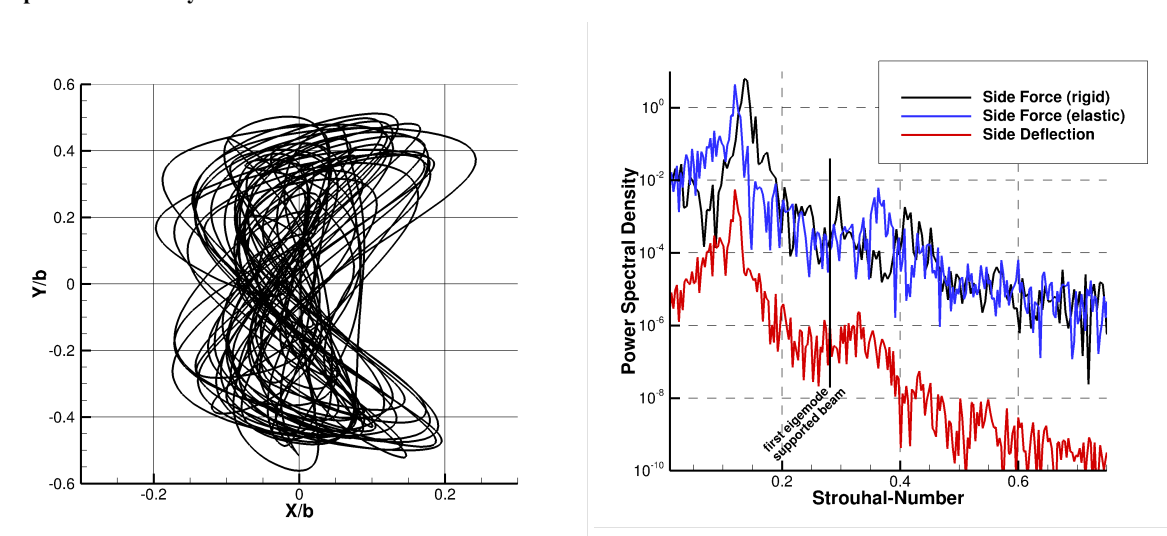 0.6
0.4
0.2
0
-0.2
-0.4
-0.6
Y/b
-0.2
0
0.2
X/b
Side Force (rigid)
Side Force (elastic)
Side Deflection
10^0
10^-2
10^-4
10^-6
10^-8
10^-10
Power Spectral Density
first eigemode
supported beam
0.2
0.4
0.6
Strouhal-Number